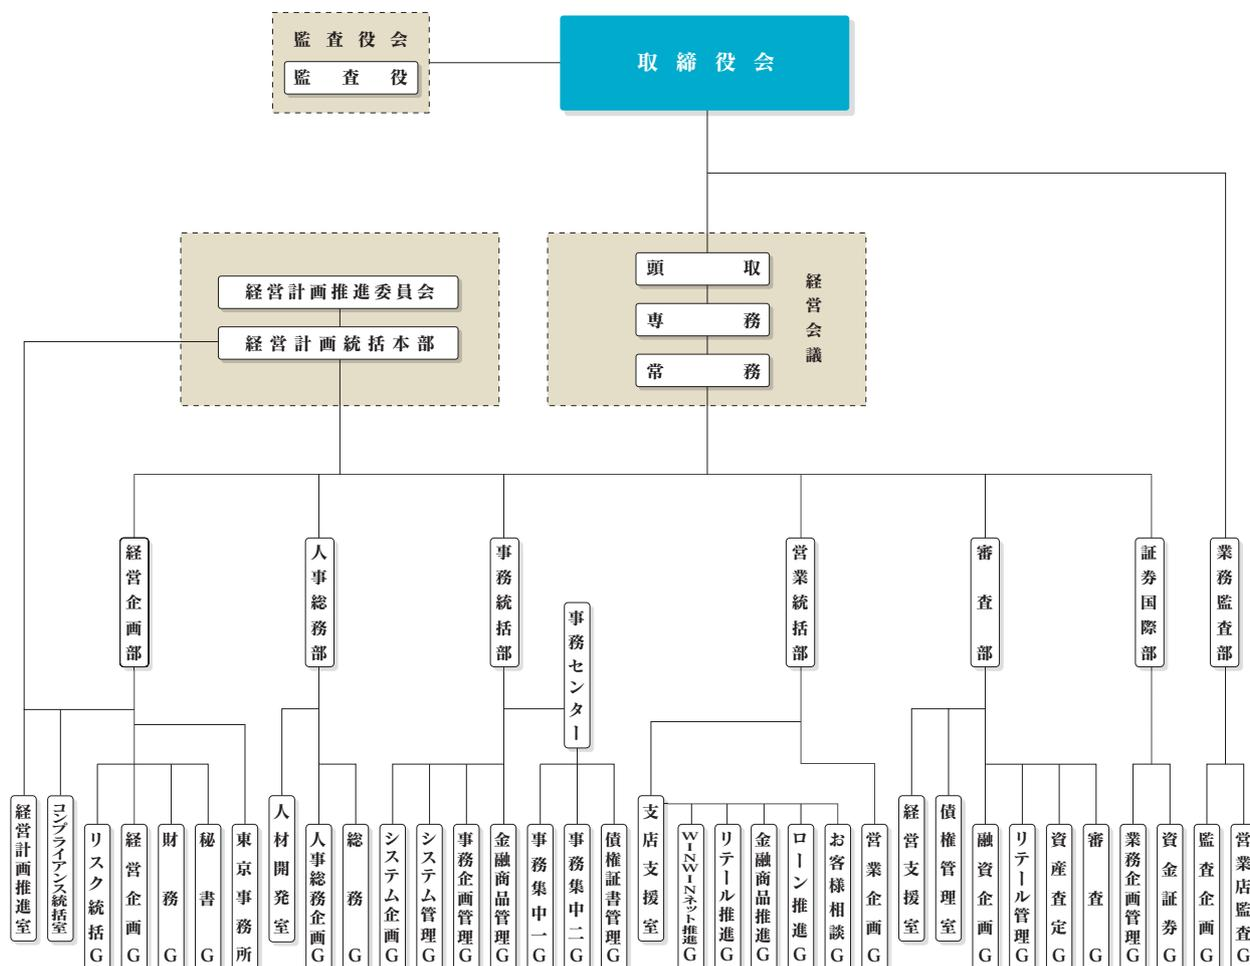 監査役会
監査役
取締役会
経営計画推進委員会
経営計画統括本部
頭取
専務
常務
経営会議
経営企画部
人事総務部
事務統括部
事務センター
営業統括部
審査部
証券国際部
業務監査部
経営計画推進室
コンプライアンス統括室
リスク統括G
経営企画G
財務G
秘書G
東京事務所
人材開発室
人事総務企画G
総務G
システム企画G
システム管理G
事務企画管理G
金融商品管理G
事務集中一G
事務集中二G
債権証書管理G
支店支援室
WINWINネット推進G
リテール推進G
金融商品推進G
ローン推進G
お客様相談G
営業企画G
経営支援室
債権管理室
融資企画G
リテール管理G
資産査定G
審査G
業務企画管理G
資金証券G
監査企画G
営業店監査G